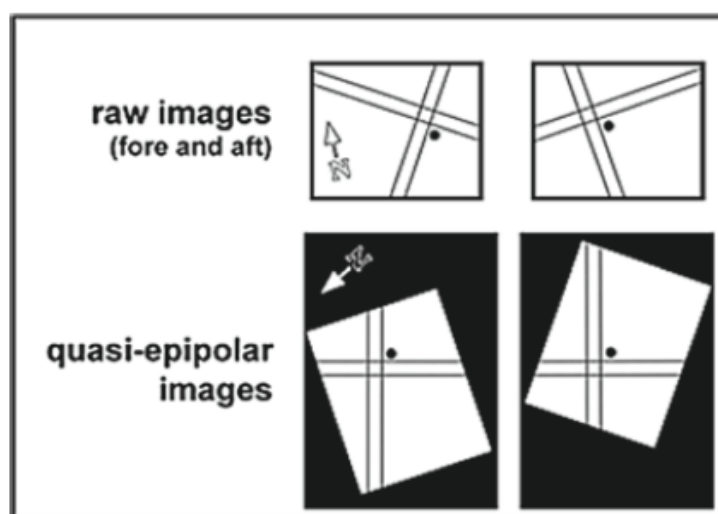 raw images
(fore and aft)
N
quasi-epipolar
images
N